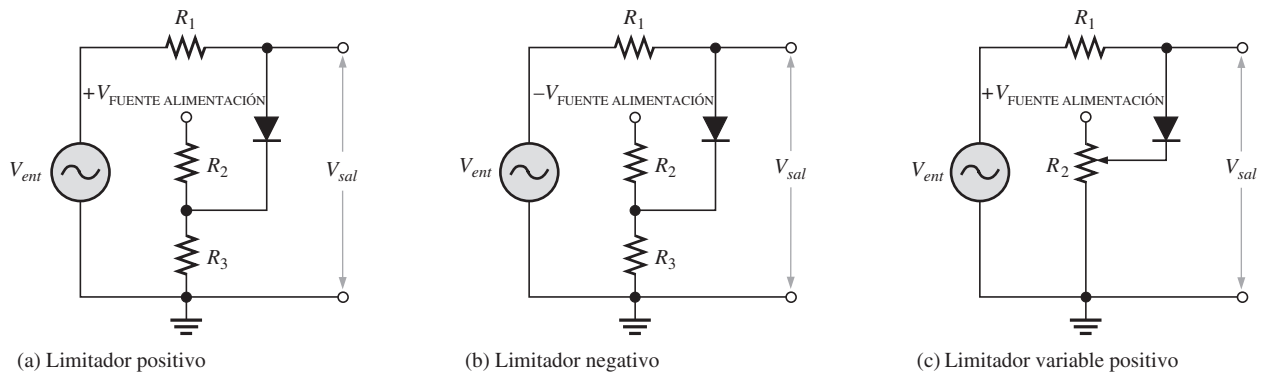 R1
+VFUENTE ALIMENTACIÓN
Vent
R2
Vsal
R3
(a) Limitador positivo
R1
–VFUENTE ALIMENTACIÓN
Vent
R2
Vsal
R3
(b) Limitador negativo
R1
+VFUENTE ALIMENTACIÓN
Vent
R2
Vsal
(c) Limitador variable positivo